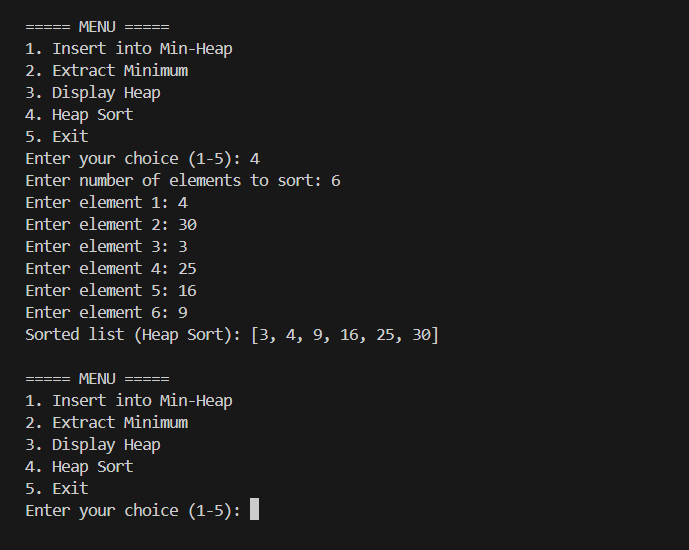 ===== MENU =====
1. Insert into Min-Heap
2. Extract Minimum
3. Display Heap
4. Heap Sort
5. Exit
Enter your choice (1-5): 4
Enter number of elements to sort: 6
Enter element 1: 4
Enter element 2: 30
Enter element 3: 3
Enter element 4: 25
Enter element 5: 16
Enter element 6: 9
Sorted list (Heap Sort): [3, 4, 9, 16, 25, 30]

===== MENU =====
1. Insert into Min-Heap
2. Extract Minimum
3. Display Heap
4. Heap Sort
5. Exit
Enter your choice (1-5):